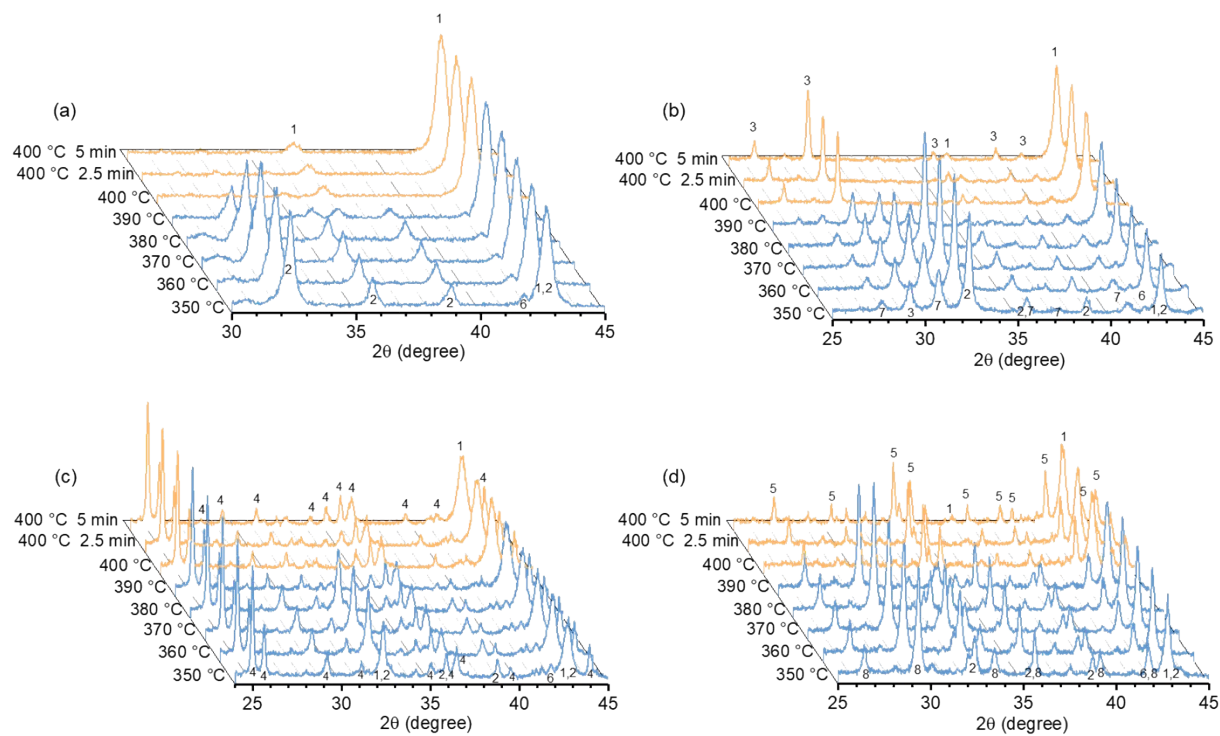 (a)
1
1
400 °C 5 min
400 °C 2.5 min
400 °C
390 °C
380 °C
370 °C
360 °C
350 °C
2
2
2
6
1,2
30
35
40
45
2θ (degree)
(b)
3
3
3
1
3
3
1
400 °C 5 min
400 °C 2.5 min
400 °C
390 °C
380 °C
370 °C
360 °C
350 °C
7
3
7
2
2,7
7
2
7
6
1,2
25
30
35
40
45
2θ (degree)
(c)
4
4
4
4
4
4
4
4
4
1
4
400 °C 5 min
400 °C 2.5 min
400 °C
390 °C
380 °C
370 °C
360 °C
350 °C
4
4
4
4
1,2
4
2,4
4
2
4
6
1,2
4
25
30
35
40
45
2θ (degree)
(d)
5
5
5
5
1
5
5
5
5
1
5
5
400 °C 5 min
400 °C 2.5 min
400 °C
390 °C
380 °C
370 °C
360 °C
350 °C
8
8
2
8
2,8
2
8
6,8
1,2
25
30
35
40
45
2θ (degree)